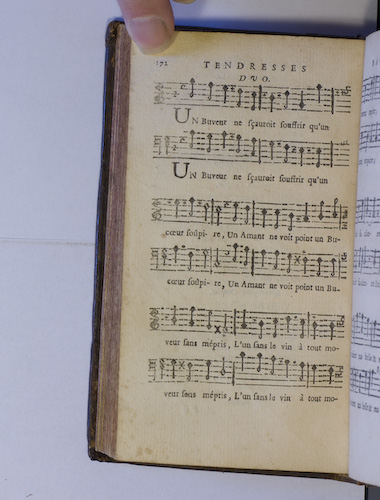 172 TENDRESSES
DUO.
UN Buveur ne sçauroit souffrir qu'un
UN Buveur ne sçauroit souffrir qu'un
cœur soûpi- re, Un Amant ne voit point un Bu-
cœur soûpi- re, Un Amant ne voit point un Bu-
veur sans mépris, L'un sans le vin à tout mo-
veur sans mépris, L'un sans le vin à tout mo-